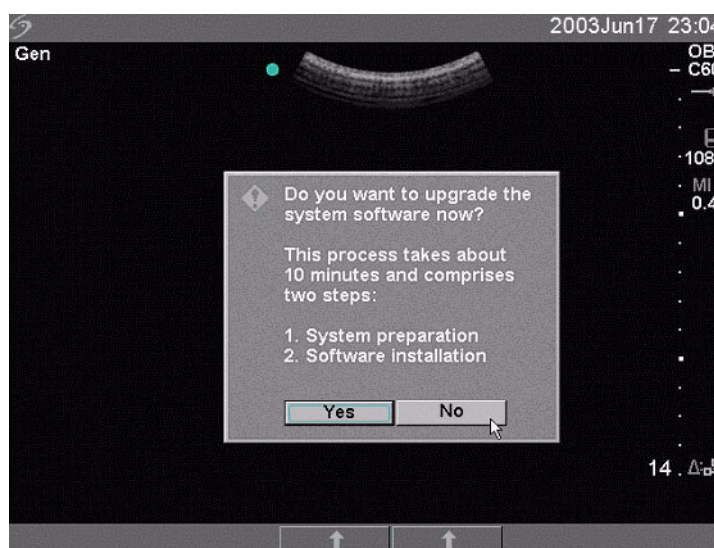 2003Jun17 23:04
Gen
OB
C60
108
MI
0.4
Do you want to upgrade the
system software now?
This process takes about
10 minutes and comprises
two steps:
1. System preparation
2. Software installation
Yes No
14